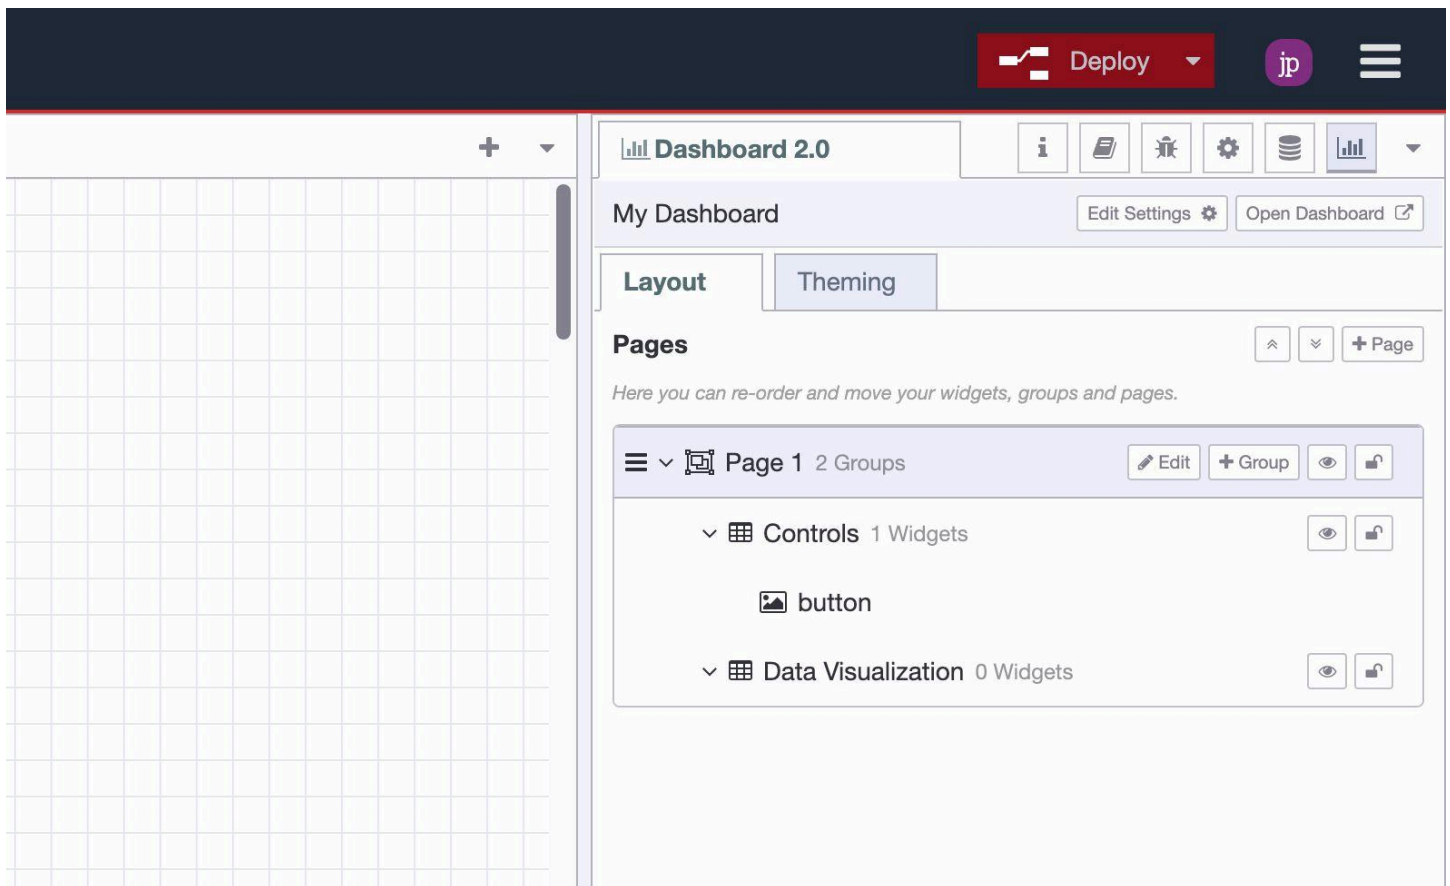 Deploy
jp
Dashboard 2.0
My Dashboard Edit Settings Open Dashboard
Layout Theming
Pages + Page
Here you can re-order and move your widgets, groups and pages.
Page 1 2 Groups Edit + Group
Controls 1 Widgets
button
Data Visualization 0 Widgets